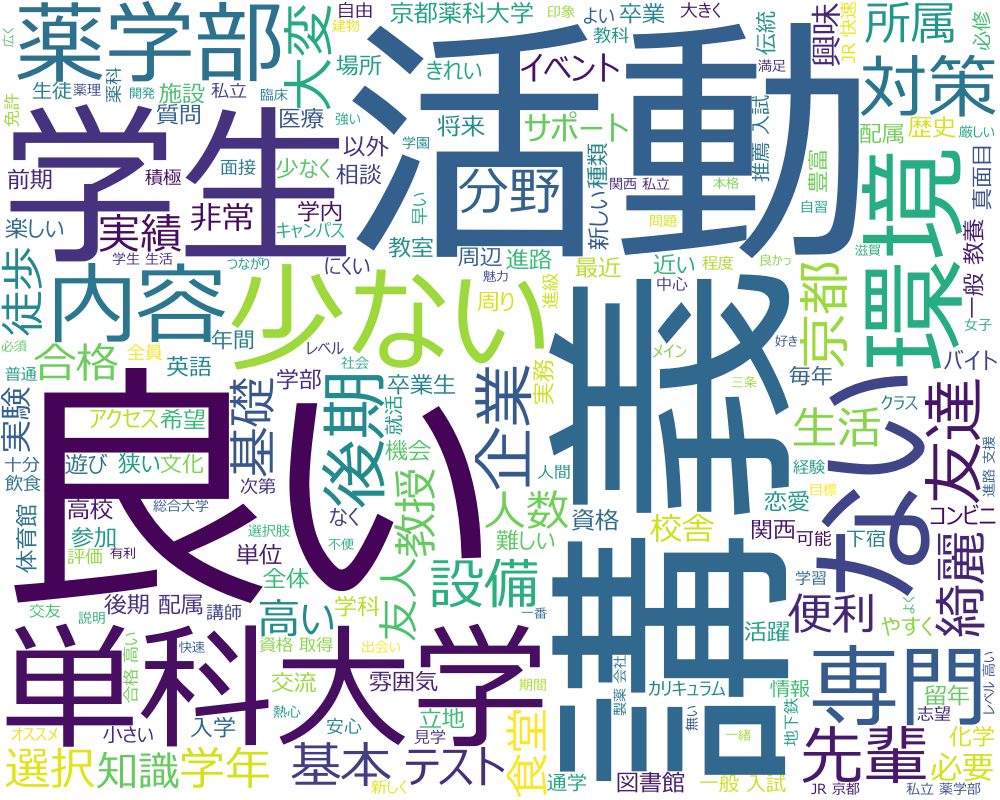 広く
薬学部
大変
建物
自由
京都薬科大学
印象
よい
卒業
大きく
JR 快速
所属
必修
教科
場所
きれい
イベント
満足
伝統
興味
対策
生徒
薬理
開発
薬科
施設
私立
臨床
強い
将来
サポート
推薦 入試
配属
歴史
厳しい
免許
質問
医療
学園
活動
学生
面接
少なく
以外
分野
種類
関西 私立
本格
豊富
真面目
環境
前期
積極
相談
早い
新しい
問題
自習
実績
非常
学内
楽しい
キャンパス
教室
周辺
進路
最近
近い
程度
良かっ
滋賀
一般 教養
学生 生活
つながり
にくい
魅力
中心
京都
女子
徒歩
内容
少ない
周り
進級
講義
必須
年間
メイン
好き
合格
全員
英語
レベル
社会
実務
毎年
バイト
普通
学部
後期
卒業生
企業
三条
ない
クラス
実験
アクセス
希望
基礎
就活
生活
友達
良い
十分
遊び
狭い
文化
機会
人間
経験
進路 支援
飲食
次第
教授
人数
目標
恋愛
コンビニ
高校
総合大学
なく
資格
校舎
関西
可能
下宿
体育館
参加
選択肢
難しい
綺麗
評価
有利
単位
不便
友人
設備
学習
交友
説明
後期 配属
講師
全体
高い
学科
一番
活躍
便利
よく
やすく
単科大学
快速
資格 取得
出会い
製薬 会社
カリキュラム
情報
専門
レベル 高い
合格 高い
交流
雰囲気
期間
無い
地下鉄
留年
志望
オススメ
小さい
入学
熱心
安心
立地
見学
食堂
一緒
先輩
化学
選択
知識
学年
基本
テスト
新しく
通学
図書館
一般 入試
必要
JR 京都
私立 薬学部